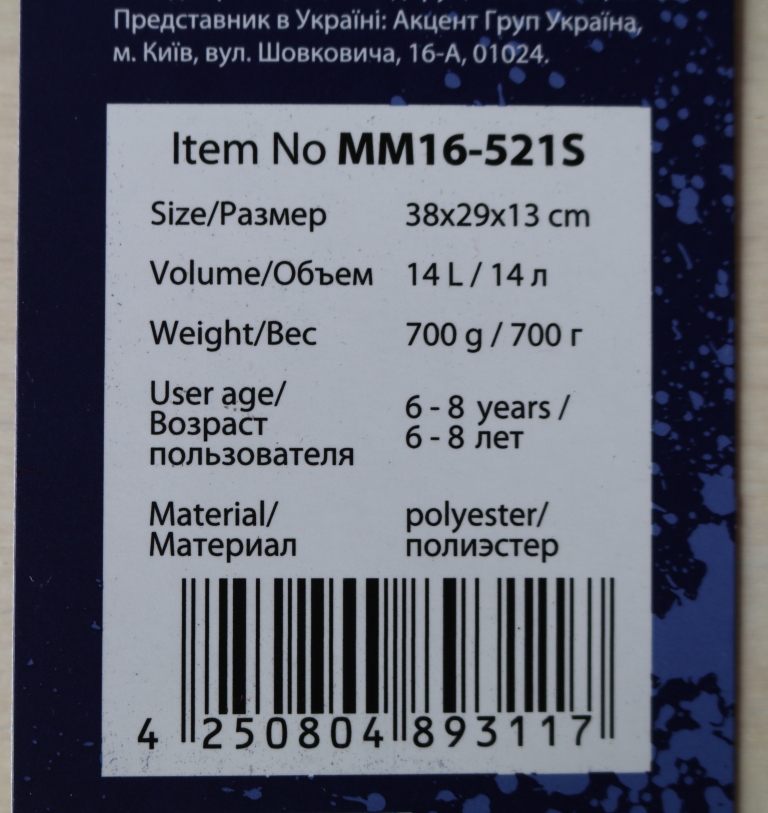 Представник в Україні: Акцент Груп Україна,
м. Київ, вул. Шовковича, 16-А, 01024.
Item No MM16-521S
Size/Размер 38x29x13 cm
Volume/Объем 14 L / 14 л
Weight/Вес 700 g / 700 г
User age/
Возраст
пользователя
6 - 8 years /
6 - 8 лет
Material/
Материал
polyester/
полиэстер
4 250804 893117